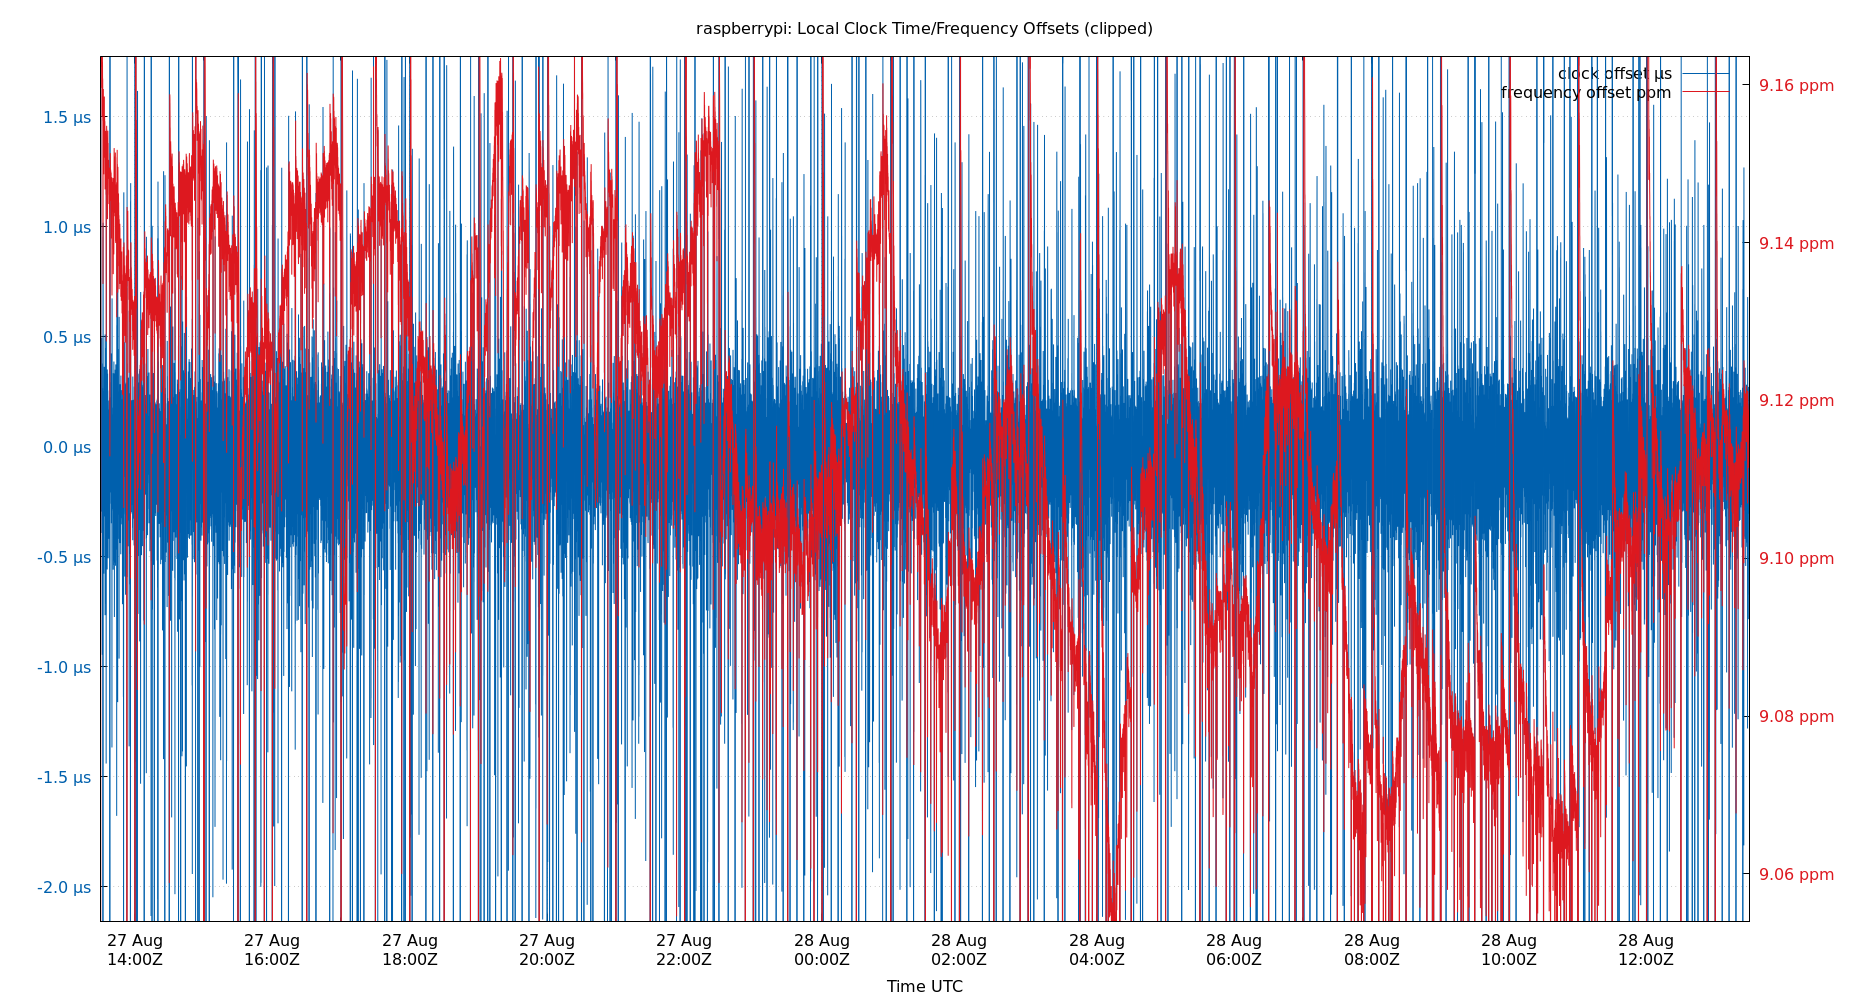 raspberrypi: Local Clock Time/Frequency Offsets (clipped)
clock offset µs
frequency offset ppm
1.5 µs
1.0 µs
0.5 µs
0.0 µs
-0.5 µs
-1.0 µs
-1.5 µs
-2.0 µs
9.16 ppm
9.14 ppm
9.12 ppm
9.10 ppm
9.08 ppm
9.06 ppm
27 Aug
14:00Z
27 Aug
16:00Z
27 Aug
18:00Z
27 Aug
20:00Z
27 Aug
22:00Z
28 Aug
00:00Z
28 Aug
02:00Z
28 Aug
04:00Z
28 Aug
06:00Z
28 Aug
08:00Z
28 Aug
10:00Z
28 Aug
12:00Z
Time UTC